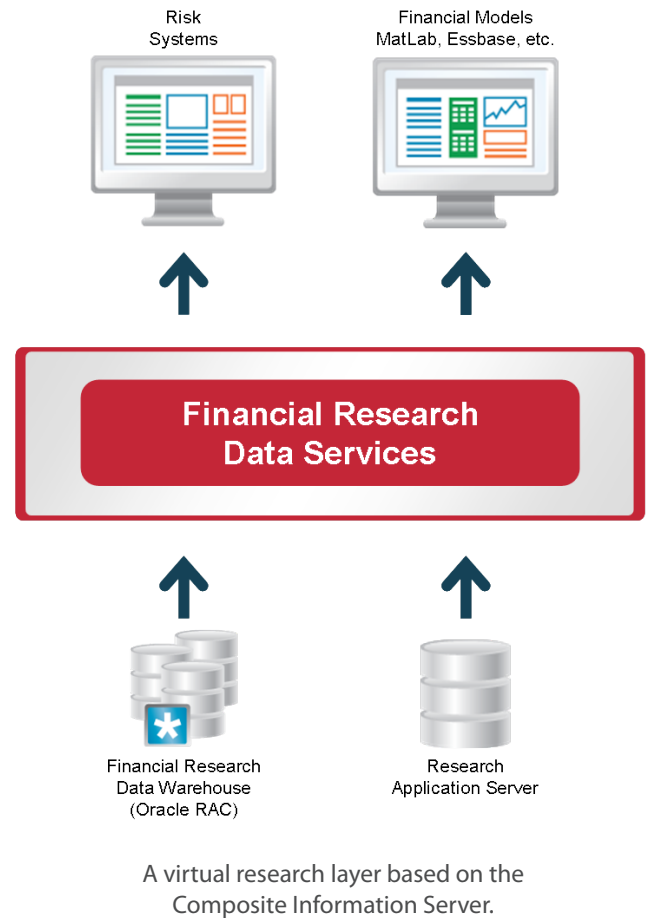 Risk
Systems
Financial Models
MatLab, Essbase, etc.
Financial Research
Data Services
Financial Research
Data Warehouse
(Oracle RAC)
Research
Application Server
A virtual research layer based on the
Composite Information Server.